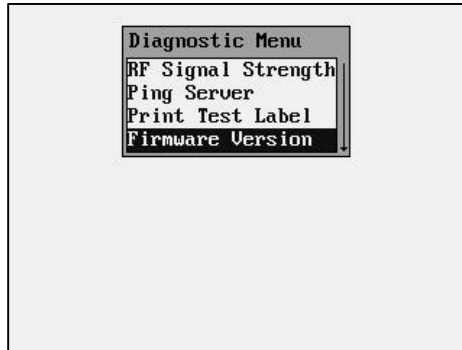 Diagnostic Menu
RF Signal Strength
Ping Server
Print Test Label
Firmware Version